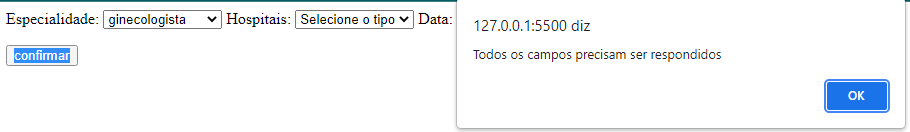 Especialidade: ginecologista Hospitais: Selecione o tipo Data:
confirmar
127.0.0.1:5500 diz
Todos os campos precisam ser respondidos
OK